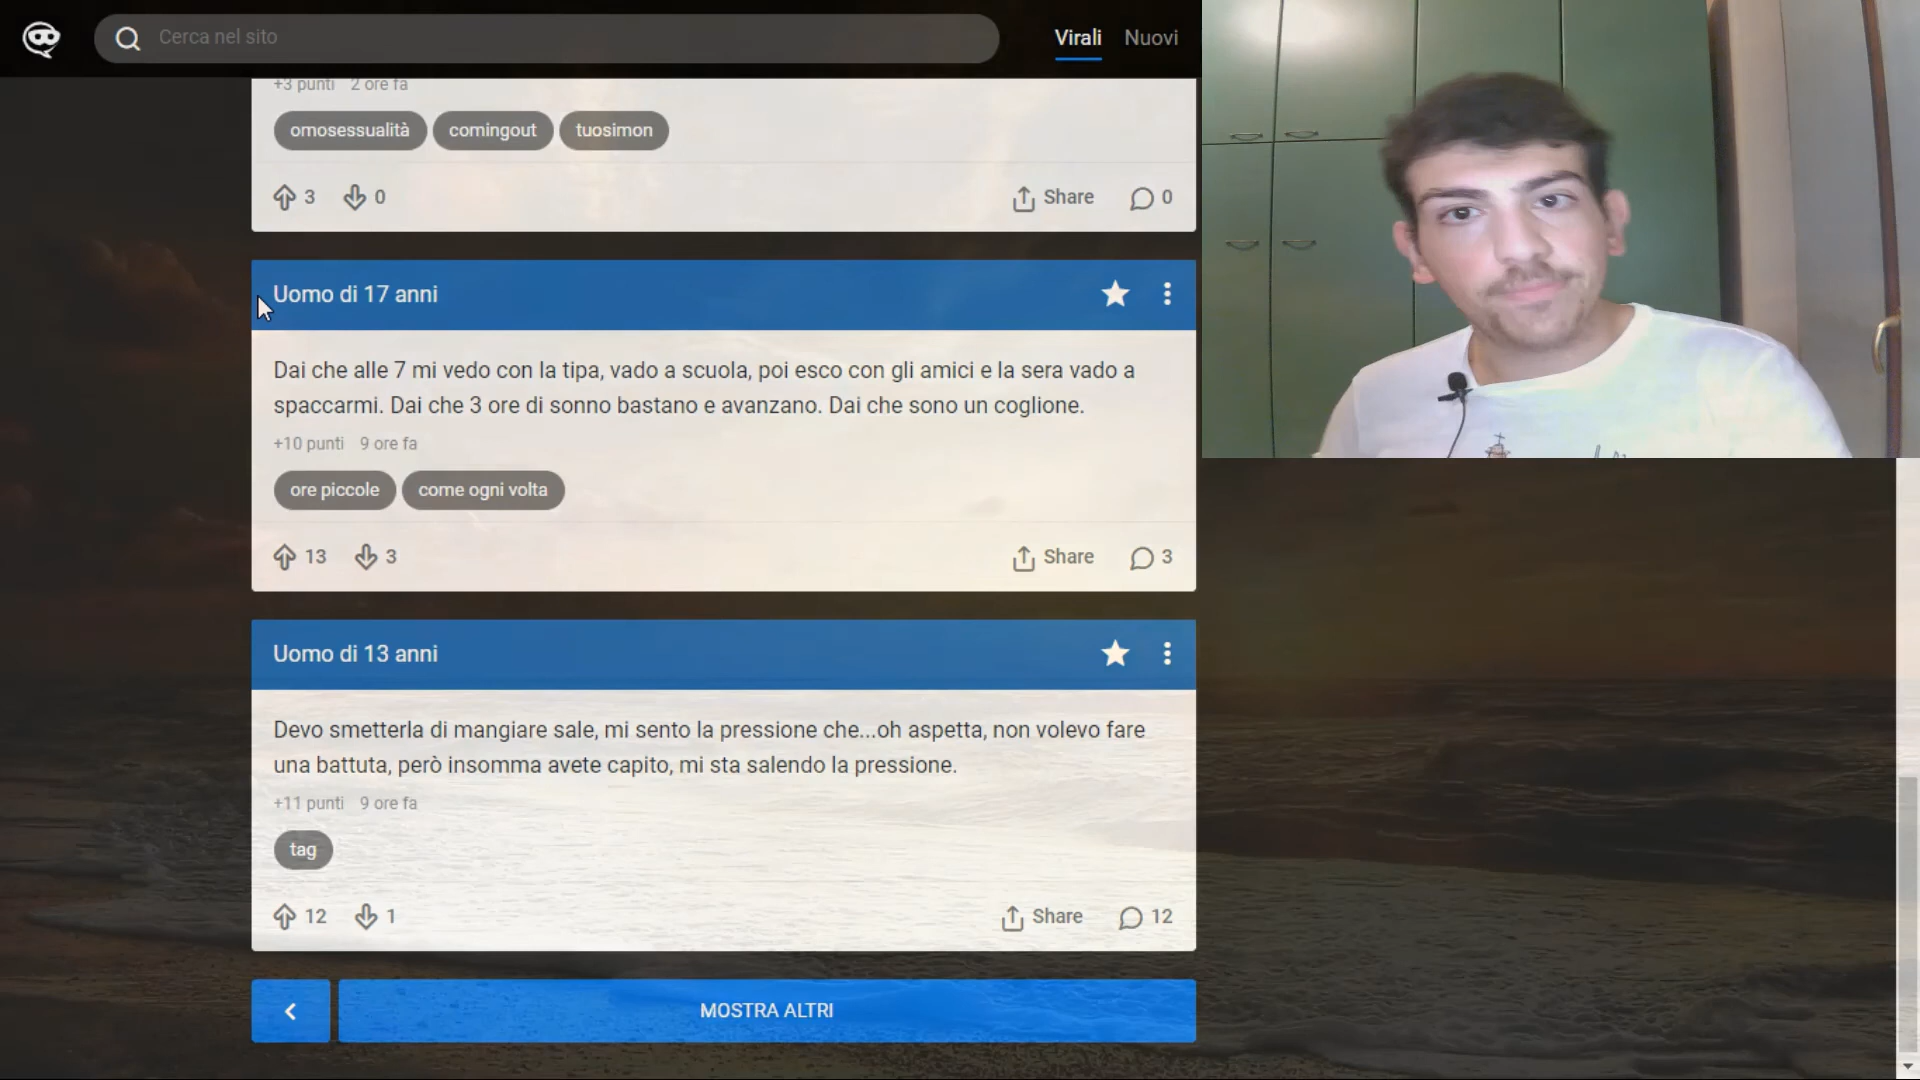 Cerca nel sito
Virali
Nuovi
+3 punti 2 ore fa
omosessualità comingout tuosimon
3 0 Share 0
Uomo di 17 anni
Dai che alle 7 mi vedo con la tipa, vado a scuola, poi esco con gli amici e la sera vado a
spaccarmi. Dai che 3 ore di sonno bastano e avanzano. Dai che sono un coglione.
+10 punti 9 ore fa
ore piccole come ogni volta
13 3 Share 3
Uomo di 13 anni
Devo smetterla di mangiare sale, mi sento la pressione che...oh aspetta, non volevo fare
una battuta, però insomma avete capito, mi sta salendo la pressione.
+11 punti 9 ore fa
tag
12 1 Share 12
MOSTRA ALTRI